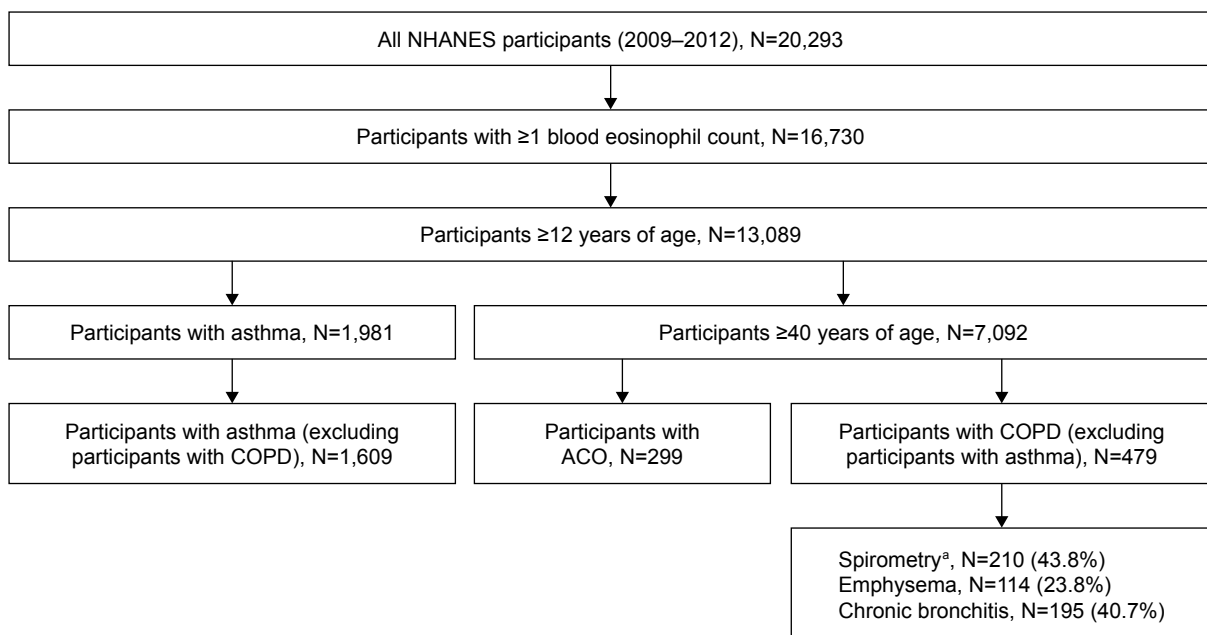 All NHANES participants (2009–2012), N=20,293
Participants with ≥1 blood eosinophil count, N=16,730
Participants ≥12 years of age, N=13,089
Participants with asthma, N=1,981
Participants ≥40 years of age, N=7,092
Participants with asthma (excluding
participants with COPD), N=1,609
Participants with
ACO, N=299
Participants with COPD (excluding
participants with asthma), N=479
Spirometryᵃ, N=210 (43.8%)
Emphysema, N=114 (23.8%)
Chronic bronchitis, N=195 (40.7%)